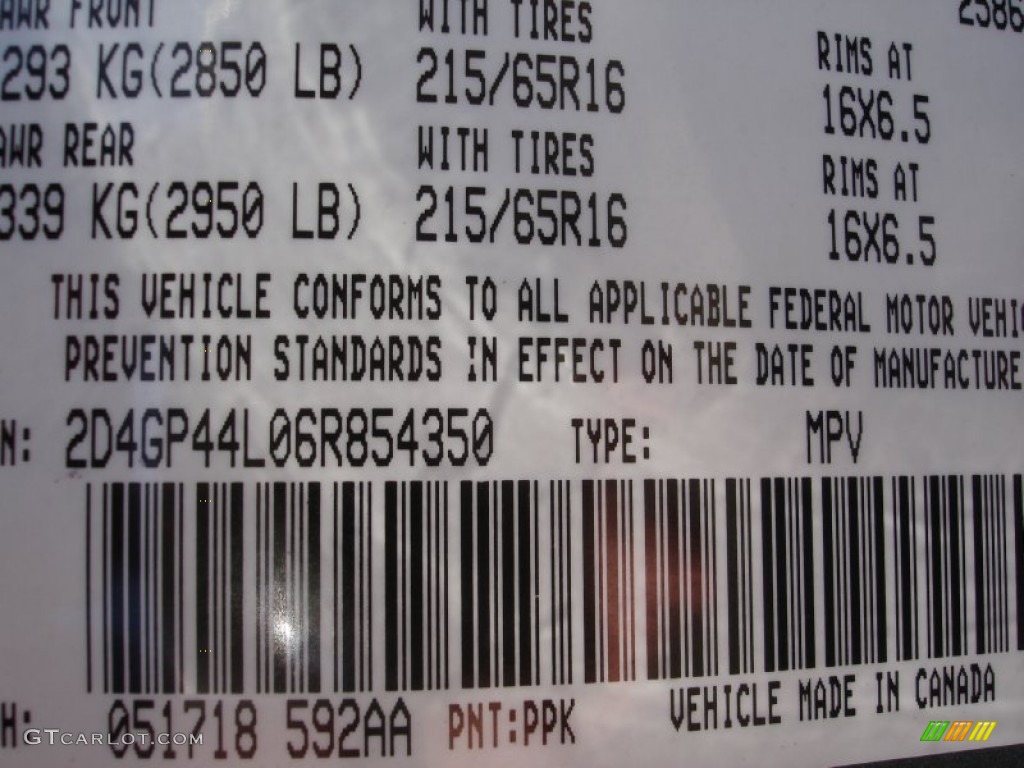 AWR FRONT WITH TIRES 2586
293 KG(2850 LB) 215/65R16 RIMS AT 16X6.5
AWR REAR WITH TIRES RIMS AT
339 KG(2950 LB) 215/65R16 16X6.5
THIS VEHICLE CONFORMS TO ALL APPLICABLE FEDERAL MOTOR VEHIC
PREVENTION STANDARDS IN EFFECT ON THE DATE OF MANUFACTURE
N: 2D4GP44L06R854350 TYPE: MPV
H: 051718 592AA PNT:PPK VEHICLE MADE IN CANADA
GTCARLOT.COM